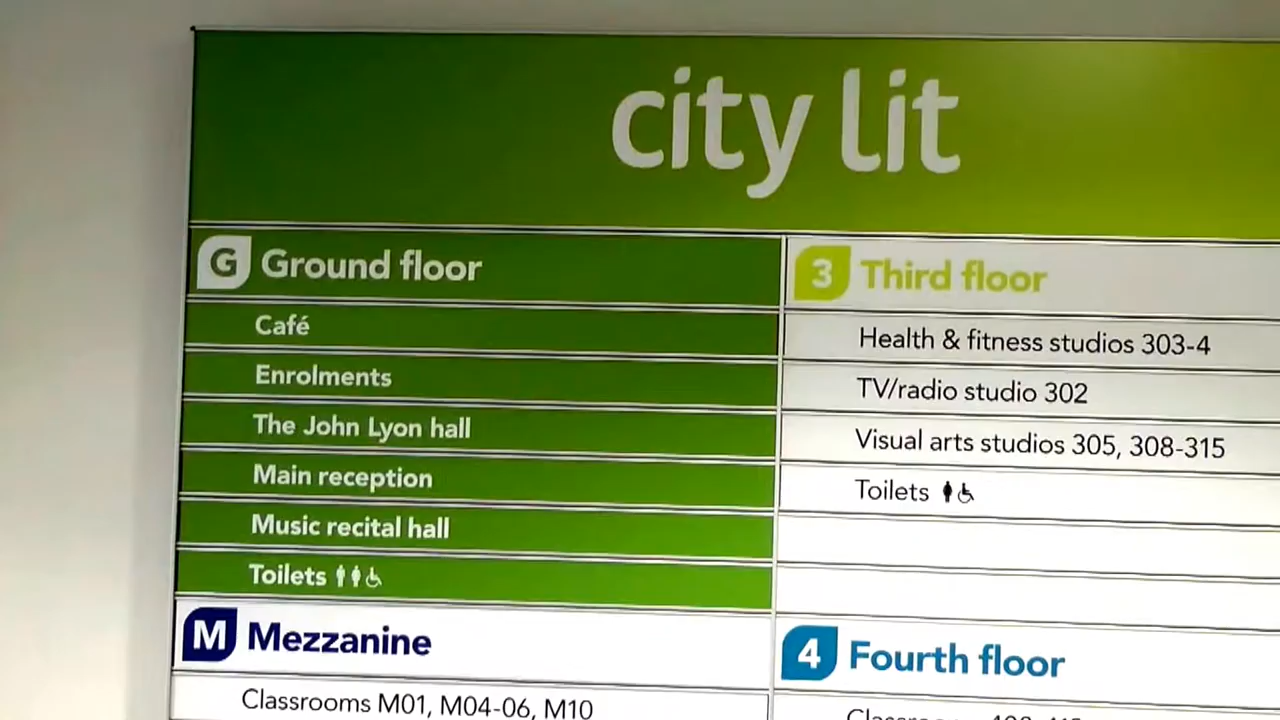 city lit
G Ground floor
Café
Enrolments
The John Lyon hall
Main reception
Music recital hall
Toilets
M Mezzanine
Classrooms M01, M04-06, M10
3 Third floor
Health & fitness studios 303-4
TV/radio studio 302
Visual arts studios 305, 308-315
Toilets
4 Fourth floor